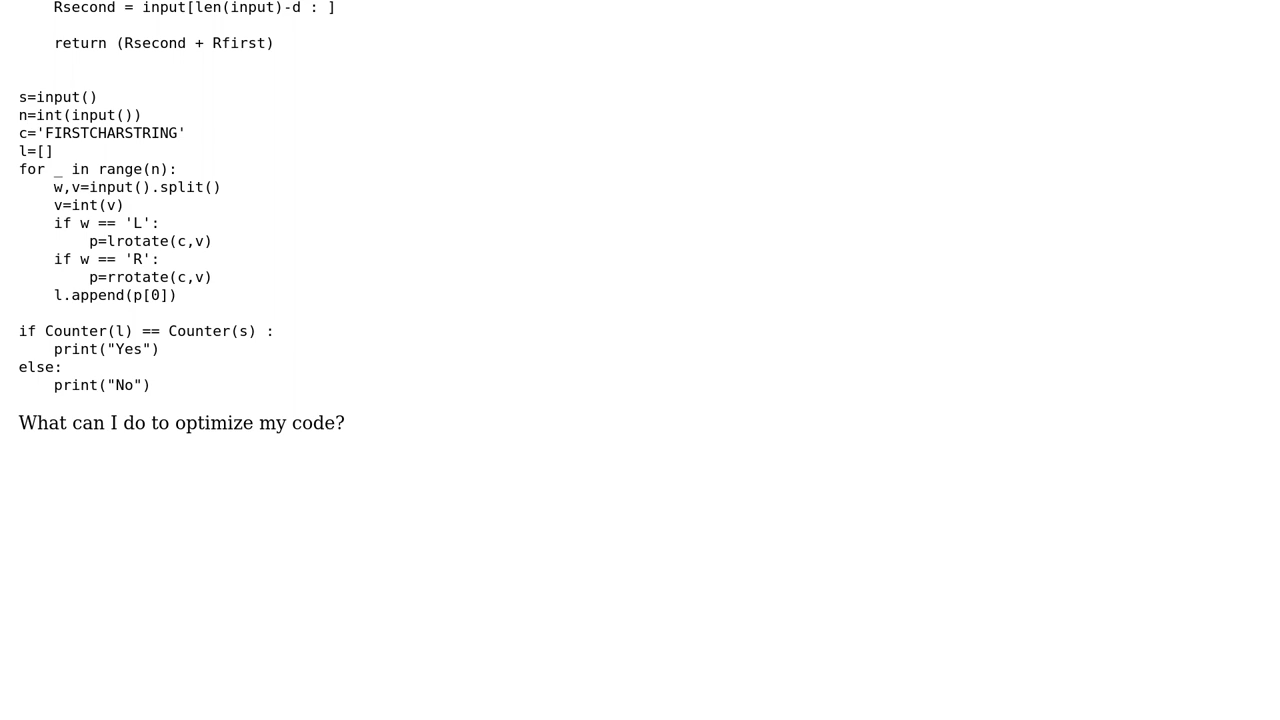 Rsecond = input[len(input)-d : ]
    return (Rsecond + Rfirst)
s=input()
n=int(input())
c='FIRSTCHARSTRING'
l=[]
for _ in range(n):
    w,v=input().split()
    v=int(v)
    if w == 'L':
        p=lrotate(c,v)
    if w == 'R':
        p=rrotate(c,v)
    l.append(p[0])
if Counter(l) == Counter(s) :
    print("Yes")
else:
    print("No")
What can I do to optimize my code?